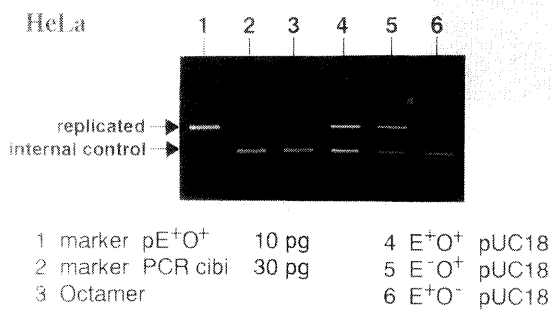 HeLa
1 2 3 4 5 6
replicated
internal control
1 marker pE⁺O⁺ 10 pg
2 marker PCR cibi 30 pg
3 Octamer
4 E⁺O⁺ pUC18
5 E⁻O⁺ pUC18
6 E⁺O⁻ pUC18